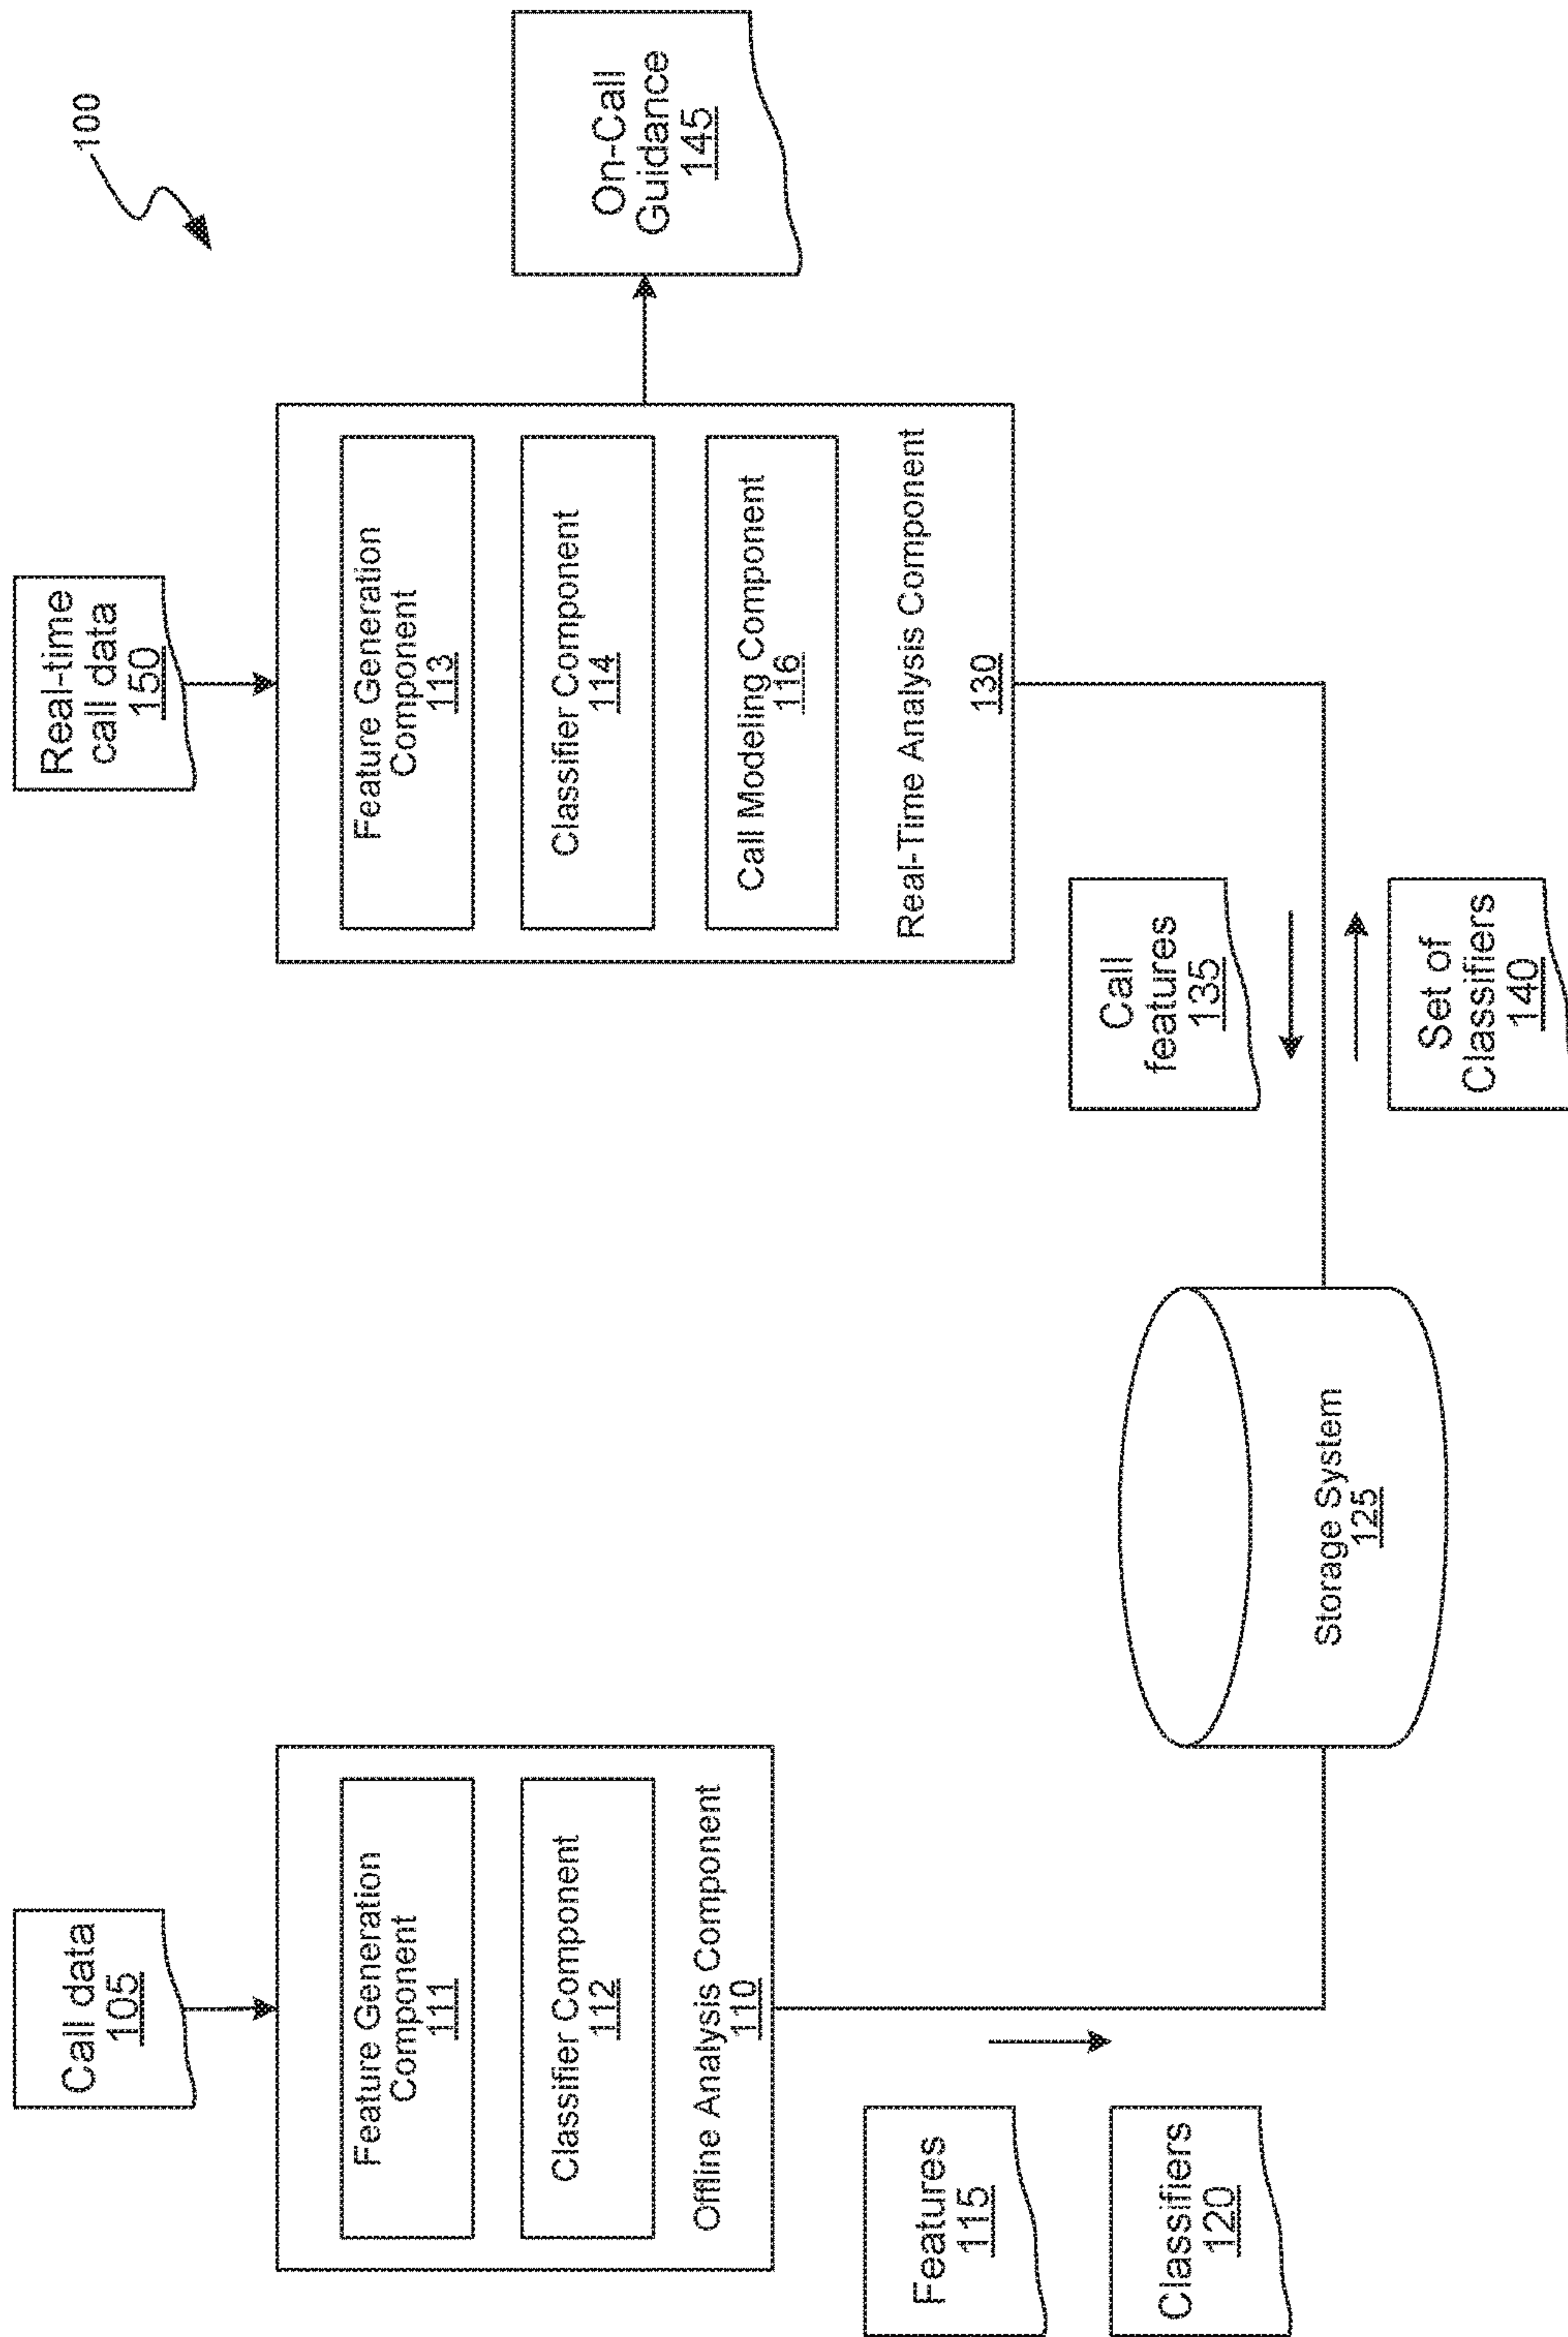 100
Call data
105
Real-time
call data
150
Feature Generation
Component
111
Classifier Component
112
Offline Analysis Component
110
Feature Generation
Component
113
Classifier Component
114
Call Modeling Component
116
Real-Time Analysis Component
130
On-Call
Guidance
145
Features
115
Classifiers
120
Storage System
125
Call
features
135
Set of
Classifiers
140